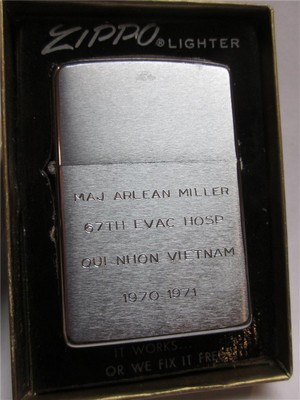 ZIPPO® LIGHTER
MAJ ARLEAN MILLER
67TH EVAC HOSP
QUI-NHON VIETNAM
1970-1971
IT WORKS...
OR WE FIX IT FREE